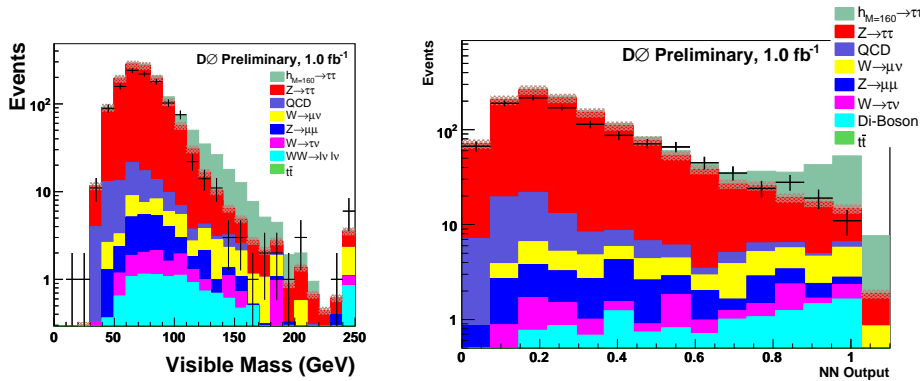 Events
DØ Preliminary, 1.0 fb⁻¹
h_M=160→ττ
Z→ττ
QCD
W→μν
Z→μμ
W→τν
WW→lν lν
tt̄
10²
10
1
0 50 100 150 200 250
Visible Mass (GeV)
Events
DØ Preliminary, 1.0 fb⁻¹
h_M=160→ττ
Z→ττ
QCD
W→μν
Z→μμ
W→τν
Di-Boson
tt̄
10²
10
1
0 0.2 0.4 0.6 0.8 1
NN Output